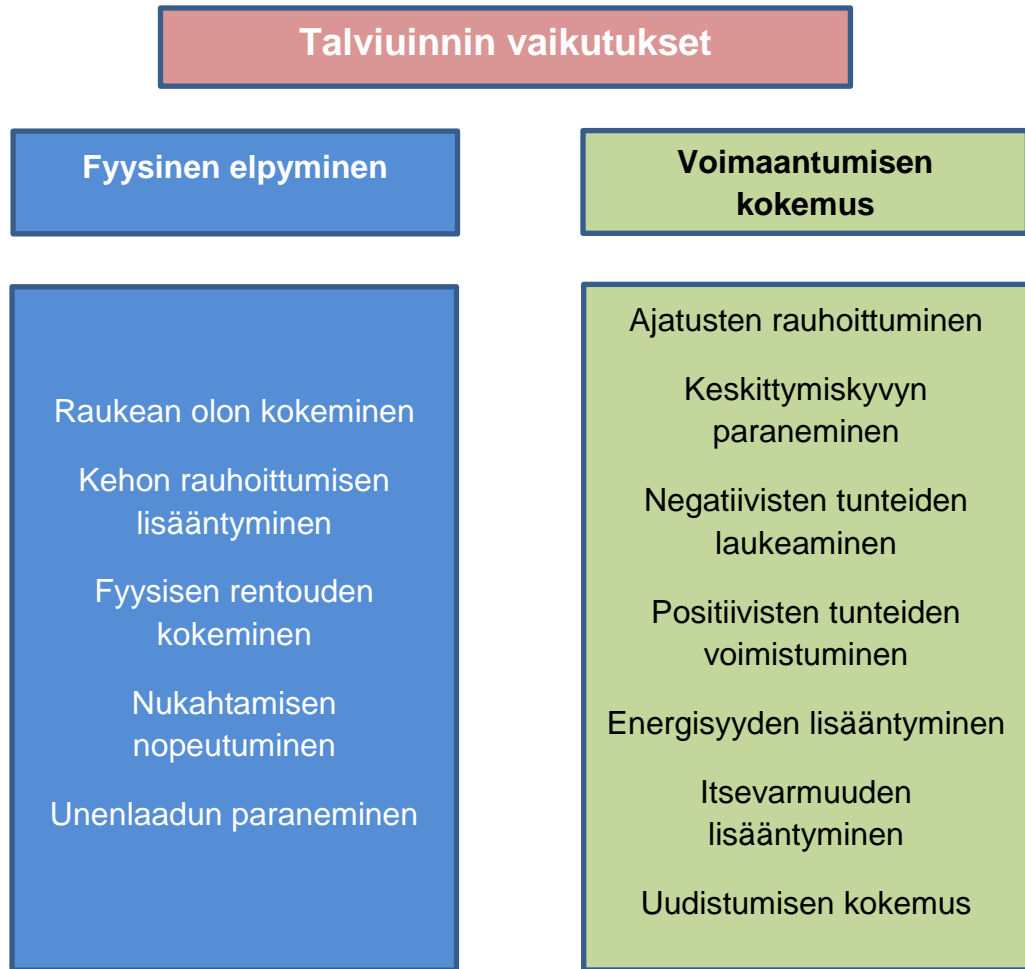 Talviuinnin vaikutukset
Fyysinen elpyminen
Voimaantumisen
kokemus
Raukean olon kokeminen
Kehon rauhoittumisen
lisääntyminen
Fyysisen rentouden
kokeminen
Nukahtamisen
nopeutuminen
Unenlaadun paraneminen
Ajatusten rauhoittuminen
Keskittymiskyvyn
paraneminen
Negatiivisten tunteiden
laukeaminen
Positiivisten tunteiden
voimistuminen
Energisyyden lisääntyminen
Itsevarmuuden
lisääntyminen
Uudistumisen kokemus